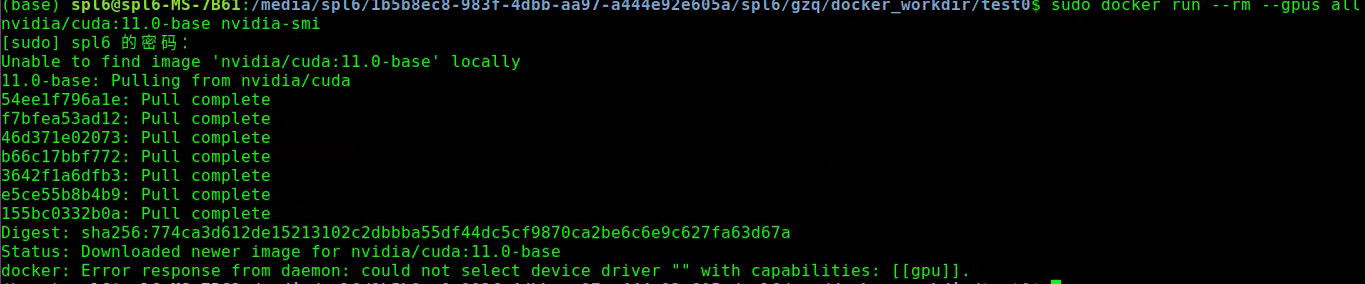 (base) spl6@spl6-MS-7B61:/media/spl6/1b5b8ec8-983f-4dbb-aa97-a444e92e605a/spl6/gzq/docker_workdir/test0$ sudo docker run --rm --gpus all
nvidia/cuda:11.0-base nvidia-smi
[sudo] spl6 的密码：
Unable to find image 'nvidia/cuda:11.0-base' locally
11.0-base: Pulling from nvidia/cuda
54ee1f796a1e: Pull complete
f7bfea53ad12: Pull complete
46d371e02073: Pull complete
b66c17bbf772: Pull complete
3642f1a6dfb3: Pull complete
e5ce55b8b4b9: Pull complete
155bc0332b0a: Pull complete
Digest: sha256:774ca3d612de15213102c2dbbba55df44dc5cf9870ca2be6c6e9c627fa63d67a
Status: Downloaded newer image for nvidia/cuda:11.0-base
docker: Error response from daemon: could not select device driver "" with capabilities: [[gpu]].